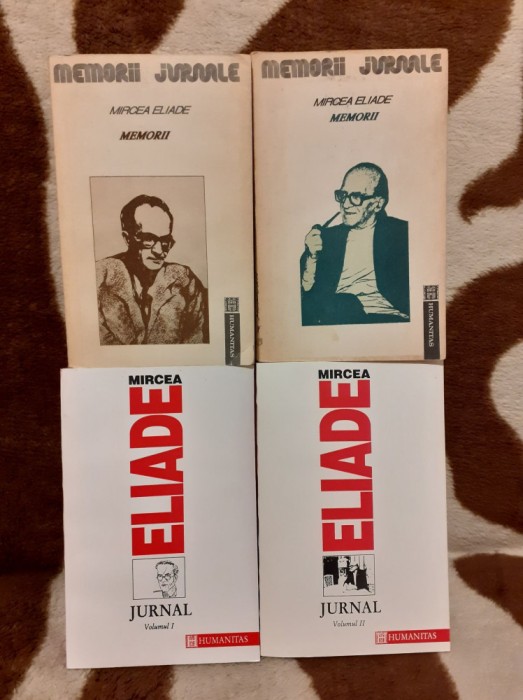 MEMORII JURNALE
MIRCEA ELIADE
MEMORII
HUMANITAS
MEMORII JURNALE
MIRCEA ELIADE
MEMORII
HUMANITAS
MIRCEA
ELIADE
JURNAL
Volumul I
HUMANITAS
MIRCEA
ELIADE
JURNAL
Volumul II
HUMANITAS